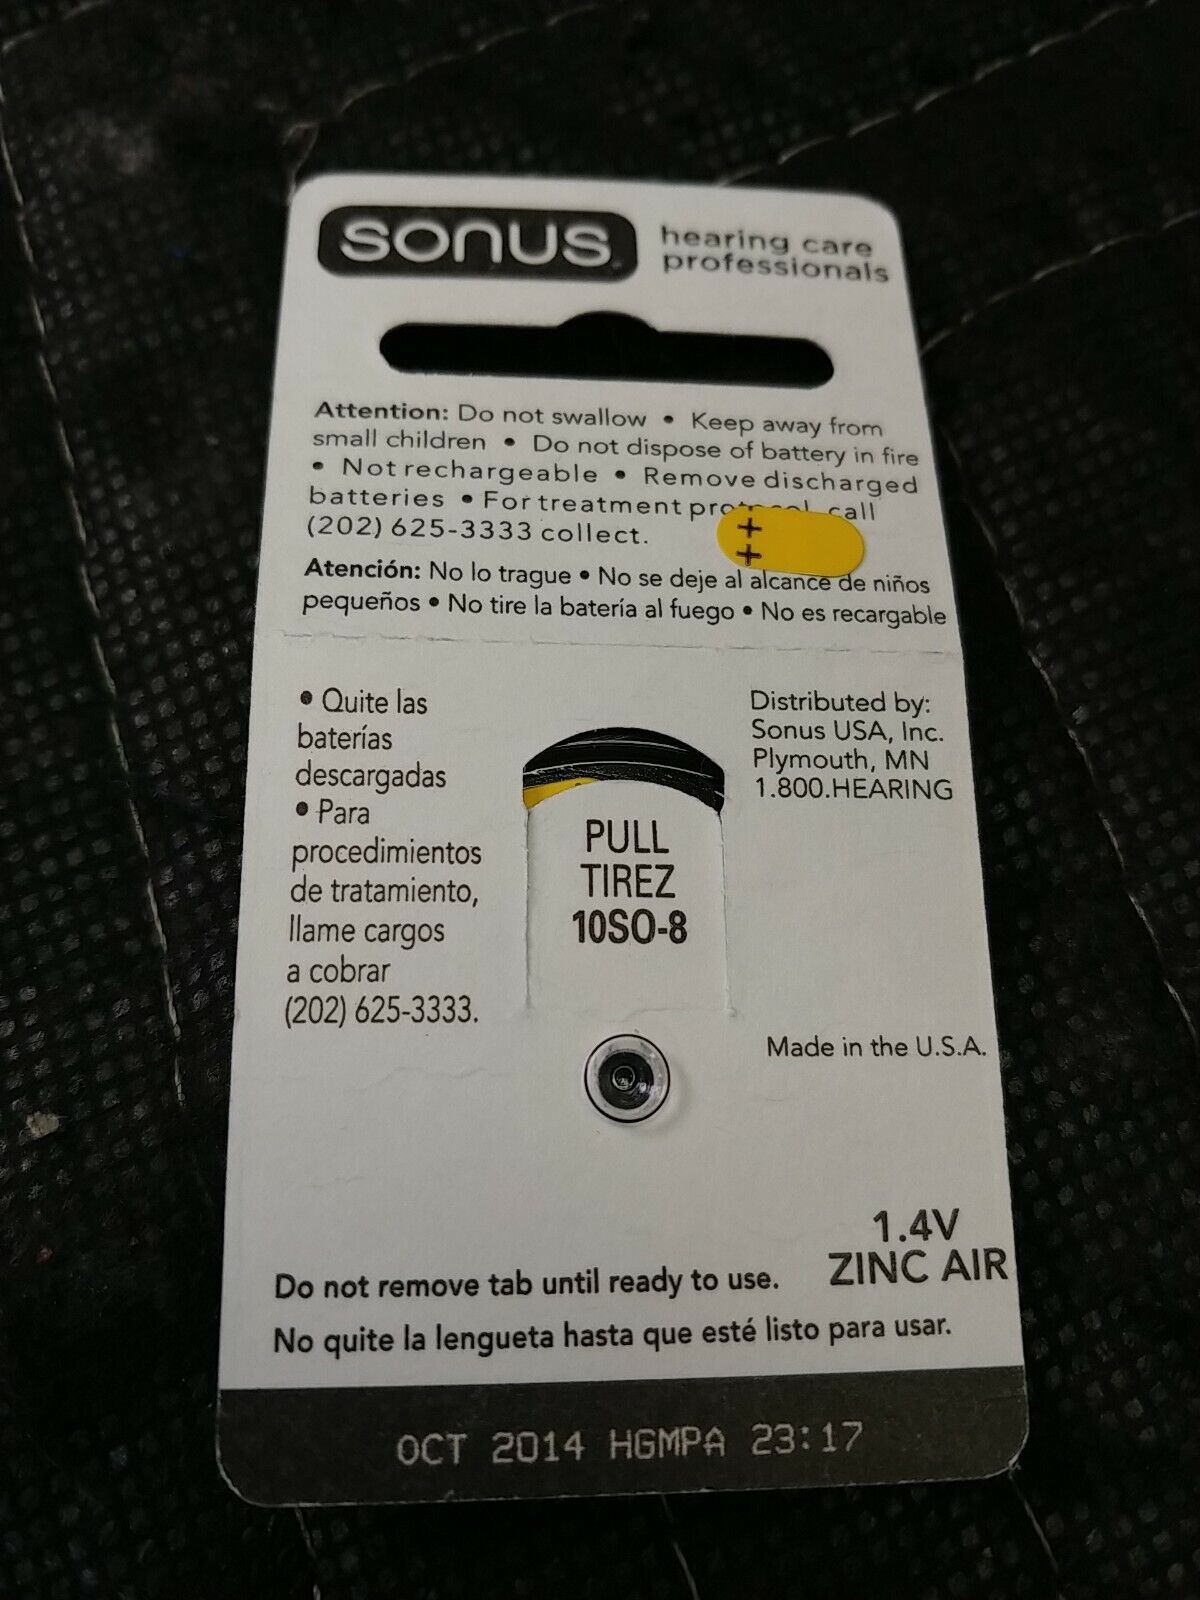 sonus
hearing care
professionals
Attention: Do not swallow • Keep away from
small children • Do not dispose of battery in fire
• Not rechargeable • Remove discharged
batteries • For treatment protocol, call
(202) 625-3333 collect.
+
+
Atención: No lo trague • No se deje al alcance de niños
pequeños • No tire la batería al fuego • No es recargable
• Quite las
baterías
descargadas
• Para
procedimientos
de tratamiento,
llame cargos
a cobrar
(202) 625-3333.
PULL
TIREZ
10SO-8
Distributed by:
Sonus USA, Inc.
Plymouth, MN
1.800.HEARING
Made in the U.S.A.
1.4V
ZINC AIR
Do not remove tab until ready to use.
No quite la lengueta hasta que esté listo para usar.
OCT 2014 HGMPA 23:17